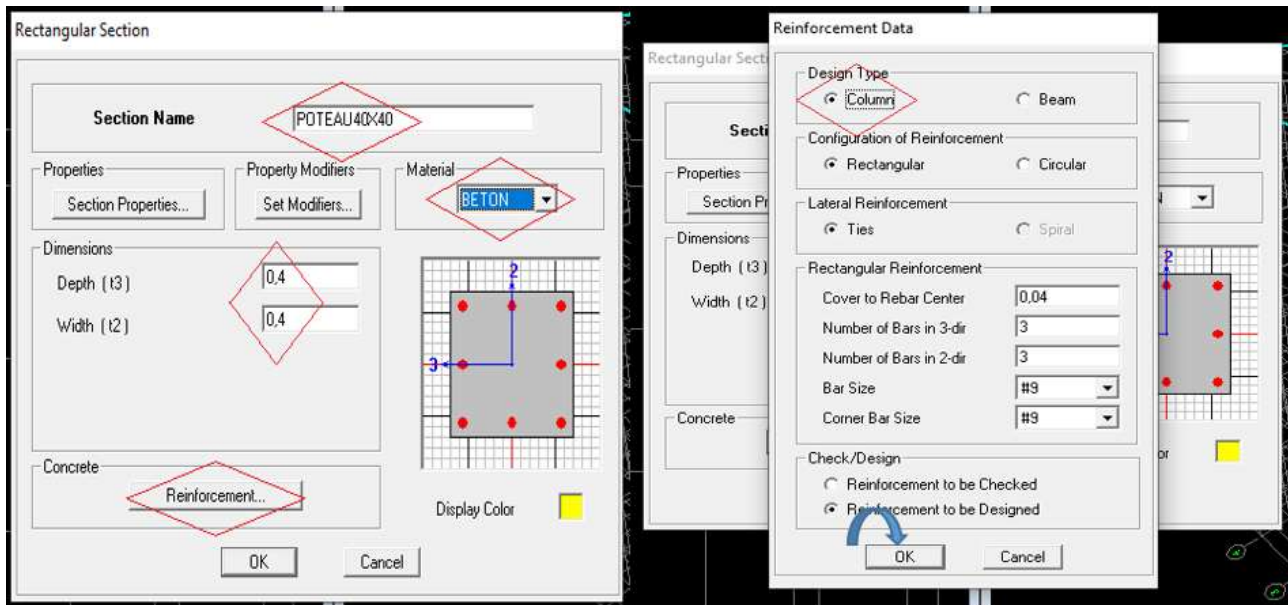 Rectangular Section
Section Name
POTEAU40X40
Properties
Property Modifiers
Material
Section Properties...
Set Modifiers...
BETON
Dimensions
Depth (t3)
0,4
Width (t2)
0,4
2
3
Concrete
Reinforcement...
Display Color
OK
Cancel
Rectangular Secti
Secti
Properties
Section Pr
Dimensions
Depth (t3)
Width (t2)
2
Concrete
or
Reinforcement Data
Design Type
Column
Beam
Configuration of Reinforcement
Rectangular
Circular
Lateral Reinforcement
Ties
Spiral
Rectangular Reinforcement
Cover to Rebar Center
0,04
Number of Bars in 3-dir
3
Number of Bars in 2-dir
3
Bar Size
#9
Corner Bar Size
#9
Check/Design
Reinforcement to be Checked
Reinforcement to be Designed
OK
Cancel